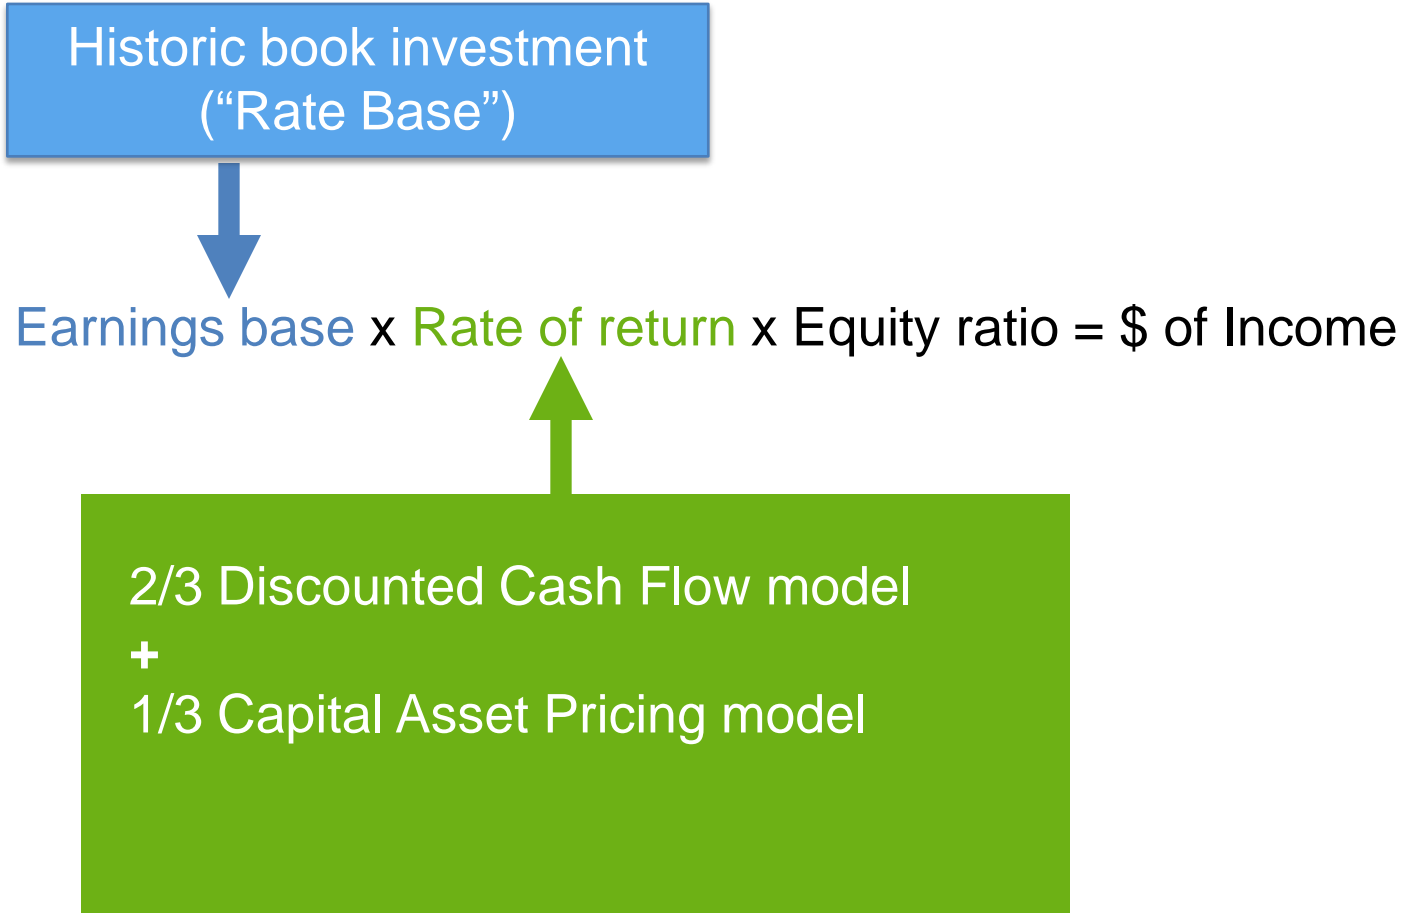 Historic book investment
(“Rate Base”)
Earnings base x Rate of return x Equity ratio = $ of Income
2/3 Discounted Cash Flow model
+
1/3 Capital Asset Pricing model